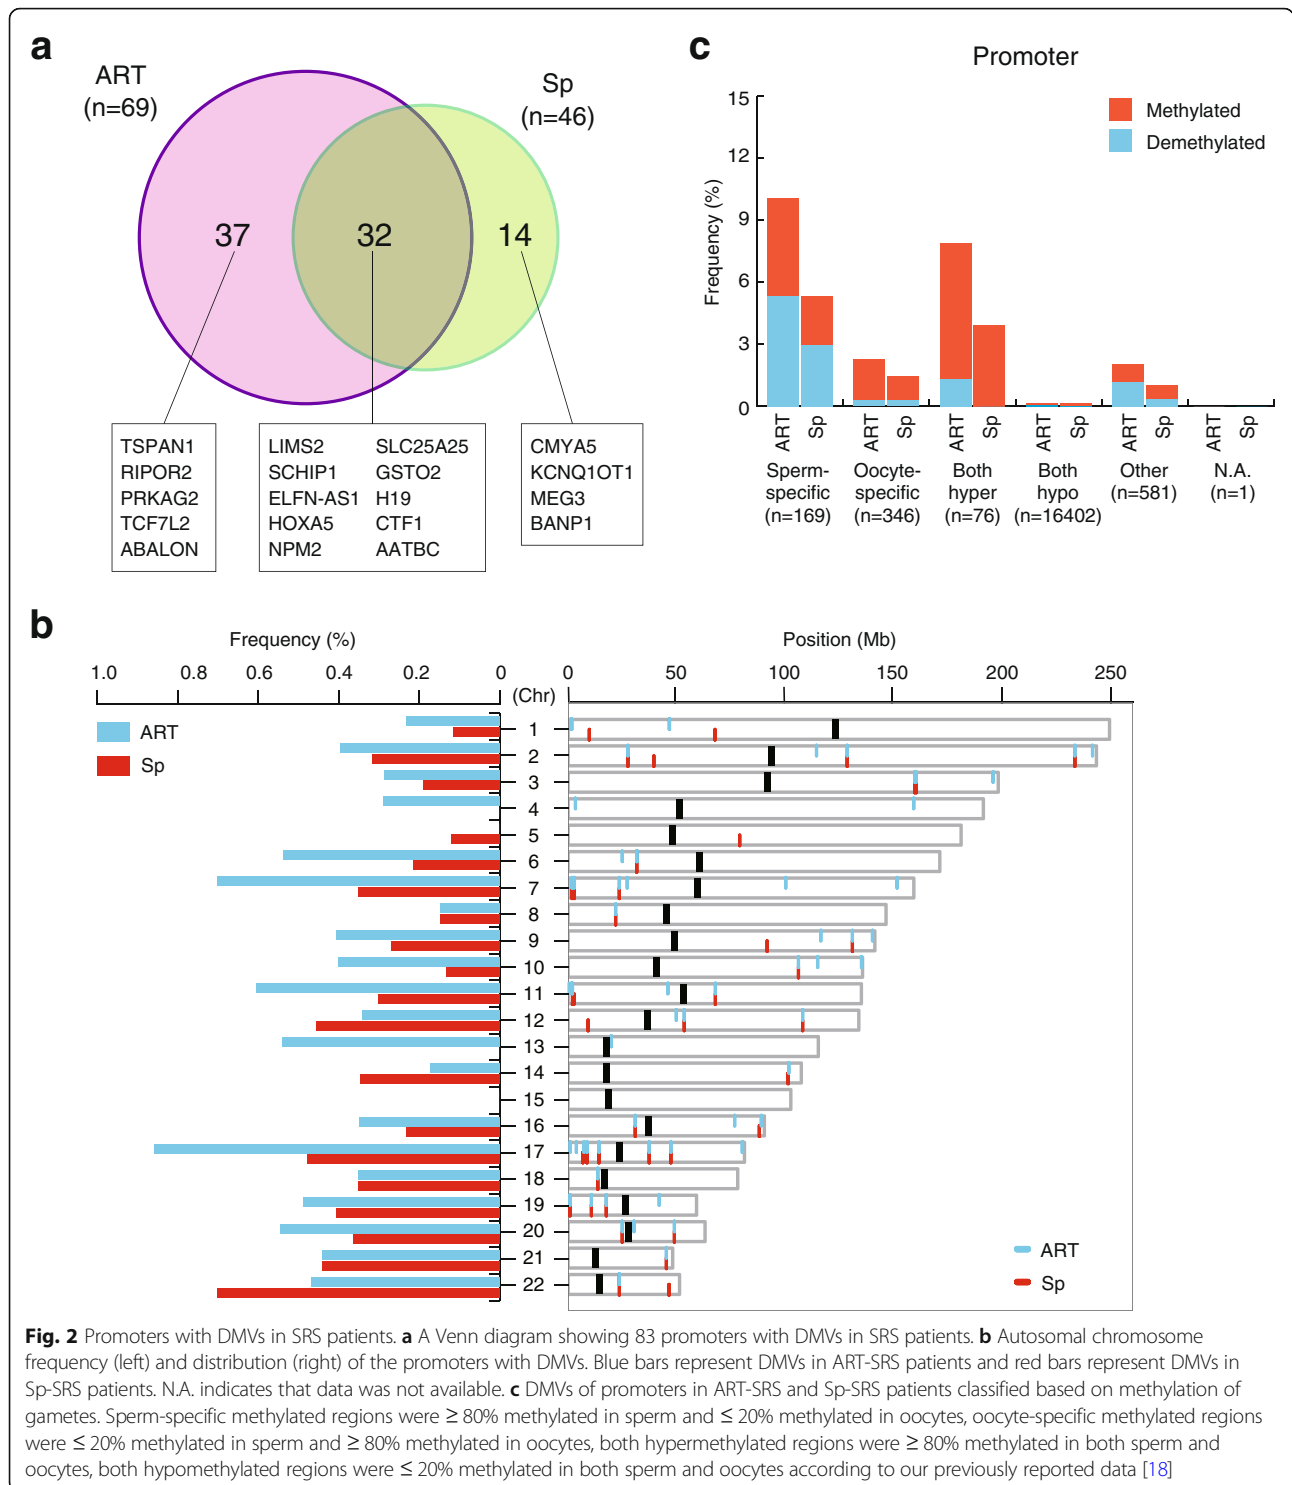 a
ART
(n=69)
Sp
(n=46)
37
32
14
TSPAN1
RIPOR2
PRKAG2
TCF7L2
ABALON
LIMS2
SCHIP1
ELFN-AS1
HOXA5
NPM2
SLC25A25
GSTO2
H19
CTF1
AATBC
CMYA5
KCNQ1OT1
MEG3
BANP1
c
Promoter
Methylated
Demethylated
Frequency (%)
15
12
9
6
3
0
ART Sp ART Sp ART Sp ART Sp ART Sp ART Sp
Sperm-
specific
(n=169)
Oocyte-
specific
(n=346)
Both
hyper
(n=76)
Both
hypo
(n=16402)
Other
(n=581)
N.A.
(n=1)
b
Frequency (%)
1.0 0.8 0.6 0.4 0.2 0
(Chr)
Position (Mb)
0 50 100 150 200 250
ART
Sp
1
2
3
4
5
6
7
8
9
10
11
12
13
14
15
16
17
18
19
20
21
22
ART
Sp
Fig. 2 Promoters with DMVs in SRS patients. a A Venn diagram showing 83 promoters with DMVs in SRS patients. b Autosomal chromosome
frequency (left) and distribution (right) of the promoters with DMVs. Blue bars represent DMVs in ART-SRS patients and red bars represent DMVs in
Sp-SRS patients. N.A. indicates that data was not available. c DMVs of promoters in ART-SRS and Sp-SRS patients classified based on methylation of
gametes. Sperm-specific methylated regions were ≥ 80% methylated in sperm and ≤ 20% methylated in oocytes, oocyte-specific methylated regions
were ≤ 20% methylated in sperm and ≥ 80% methylated in oocytes, both hypermethylated regions were ≥ 80% methylated in both sperm and
oocytes, both hypomethylated regions were ≤ 20% methylated in both sperm and oocytes according to our previously reported data [18]